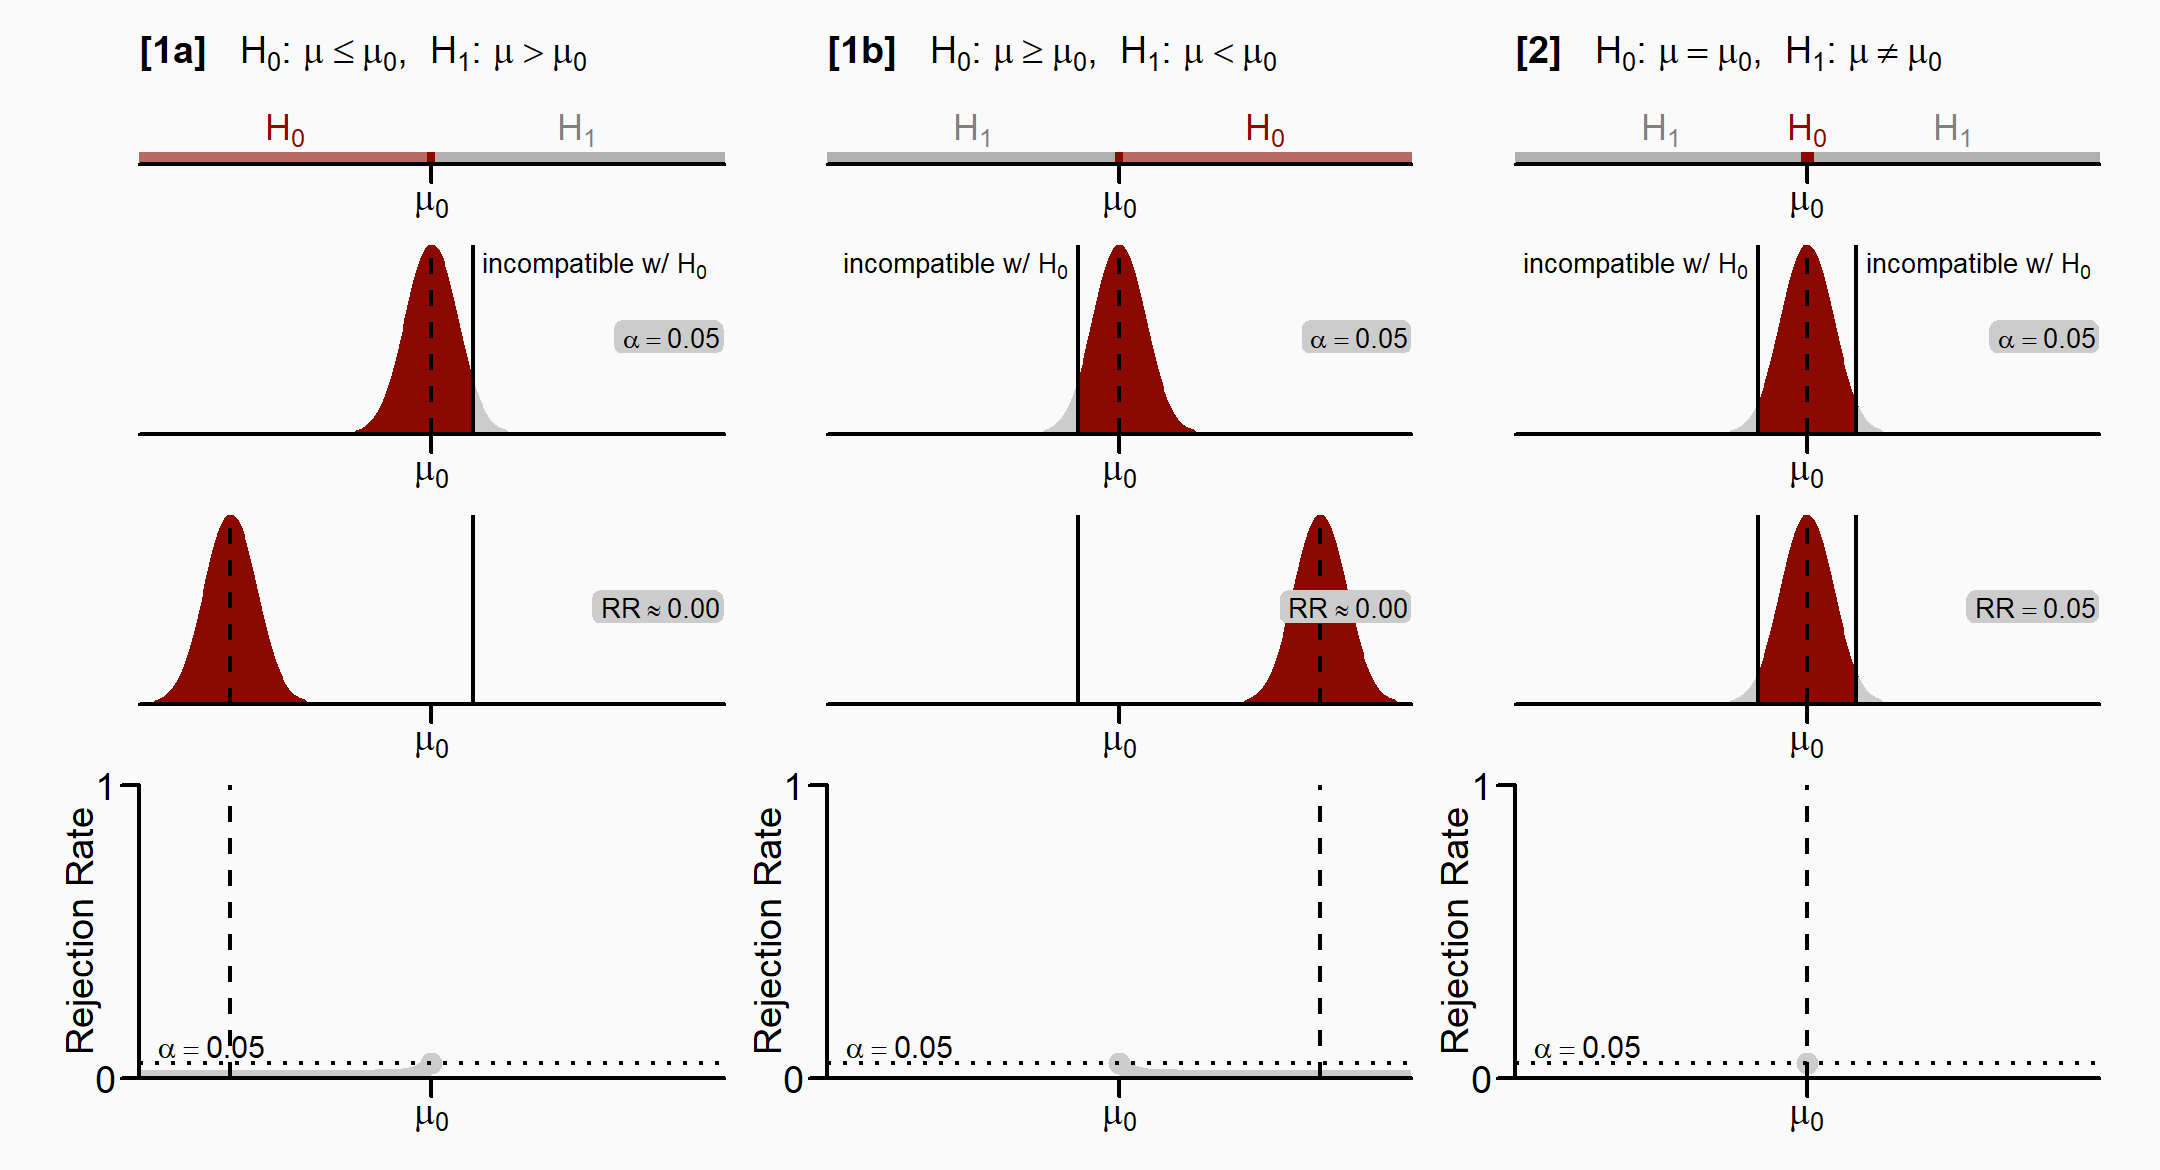 [1a] H₀: μ ≤ μ₀, H₁: μ > μ₀
H₀ H₁
μ₀
incompatible w/ H₀
α = 0.05
μ₀
RR ≈ 0.00
μ₀
1
Rejection Rate
α = 0.05
0
μ₀
[1b] H₀: μ ≥ μ₀, H₁: μ < μ₀
H₁ H₀
μ₀
incompatible w/ H₀
α = 0.05
μ₀
RR ≈ 0.00
μ₀
1
Rejection Rate
α = 0.05
0
μ₀
[2] H₀: μ = μ₀, H₁: μ ≠ μ₀
H₁ H₀ H₁
μ₀
incompatible w/ H₀ incompatible w/ H₀
α = 0.05
μ₀
RR = 0.05
μ₀
1
Rejection Rate
α = 0.05
0
μ₀